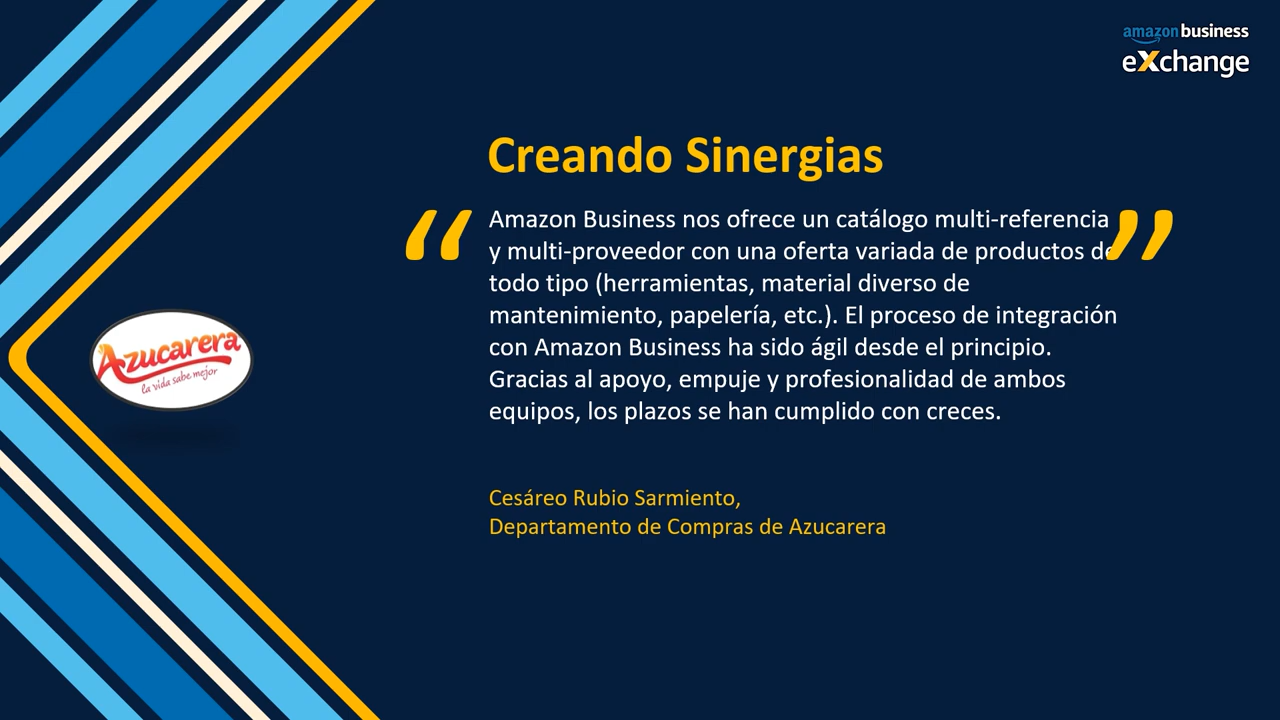 amazon business
eXchange
Creando Sinergias
“ Amazon Business nos ofrece un catálogo multi-referencia ”
y multi-proveedor con una oferta variada de productos de
todo tipo (herramientas, material diverso de
mantenimiento, papelería, etc.). El proceso de integración
con Amazon Business ha sido ágil desde el principio.
Gracias al apoyo, empuje y profesionalidad de ambos
equipos, los plazos se han cumplido con creces.
Azucarera
la vida sabe mejor
Cesáreo Rubio Sarmiento,
Departamento de Compras de Azucarera